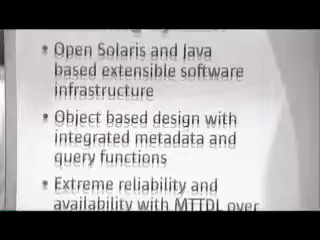 • Open Solaris and Java
based extensible software
infrastructure
• Object based design with
integrated metadata and
query functions
• Extreme reliability and
availability with MTTDL over